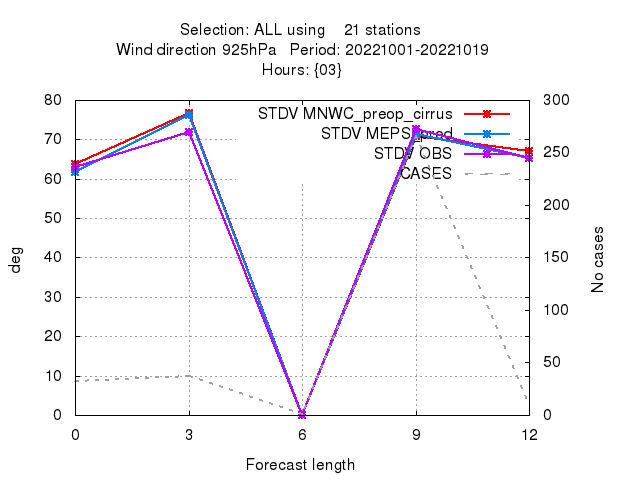 Selection: ALL using 21 stations
Wind direction 925hPa Period: 20221001-20221019
Hours: {03}
80 300
STDV MNWC_preop_cirrus
STDV MEPS_prod
STDV OBS
CASES
70
60
50
40
30
20
10
0
250
200
150
100
50
0
deg
No cases
0 3 6 9 12
Forecast length